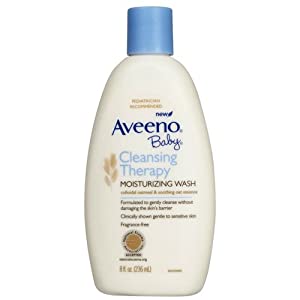 PEDIATRICIAN
RECOMMENDED
new
Aveeno
Baby
Cleansing
Therapy
MOISTURIZING WASH
colloidal oatmeal & soothing oat essence
Formulated to gently cleanse without
damaging the skin's barrier
Clinically shown gentle to sensitive skin
Fragrance-free
8 fl oz (236 mL)